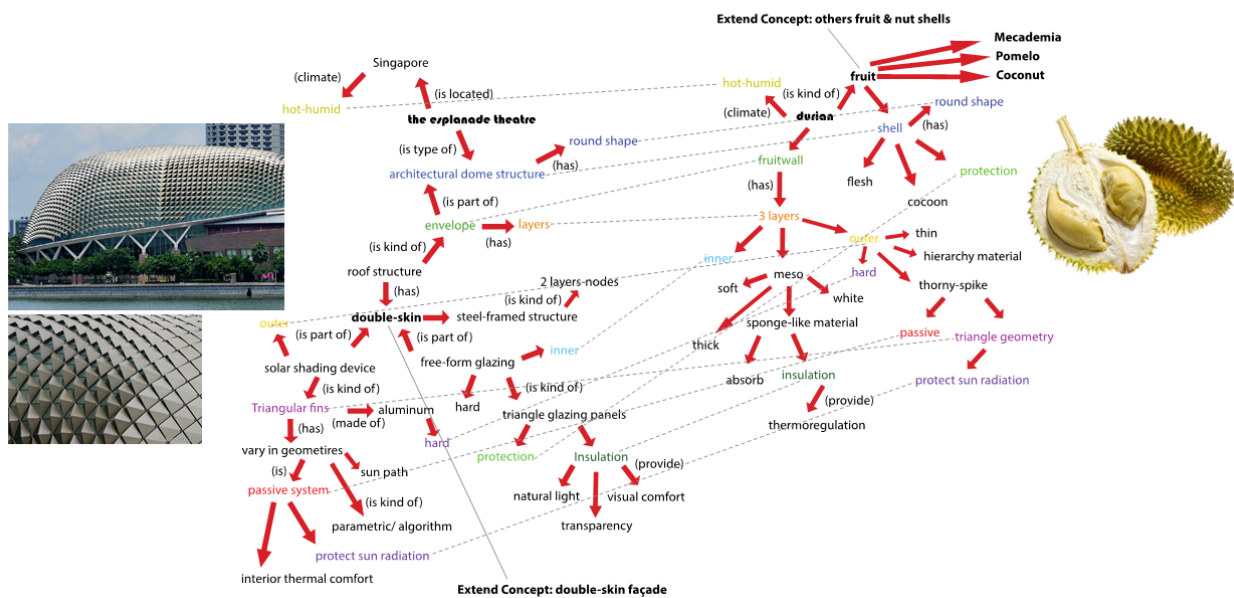 Extend Concept: others fruit & nut shells
Mecademia
Pomelo
Coconut
Singapore
(climate)
hot-humid
(is located)
the esplanade theatre
(is type of)
round shape
(has)
architectural dome structure
(is part of)
envelope
layers
(has)
(is kind of)
roof structure
(has)
2 layers-nodes
(is kind of)
outer
double-skin
steel-framed structure
(is part of)
(is part of)
solar shading device
free-form glazing
inner
(is kind of)
hard
(is kind of)
Triangular fins
aluminum
(made of)
triangle glazing panels
(has)
hard
vary in geometires
sun path
protection
Insulation
(is)
(provide)
passive system
(is kind of)
natural light
visual comfort
parametric/ algorithm
transparency
protect sun radiation
interior thermal comfort
Extend Concept: double-skin façade
hot-humid
(is kind of)
fruit
(climate)
durian
round shape
shell
(has)
fruitwall
flesh
protection
cocoon
(has)
3 layers
outer
thin
inner
hierarchy material
meso
hard
soft
white
thorny-spike
thick
sponge-like material
passive
triangle geometry
absorb
insulation
protect sun radiation
(provide)
thermoregulation